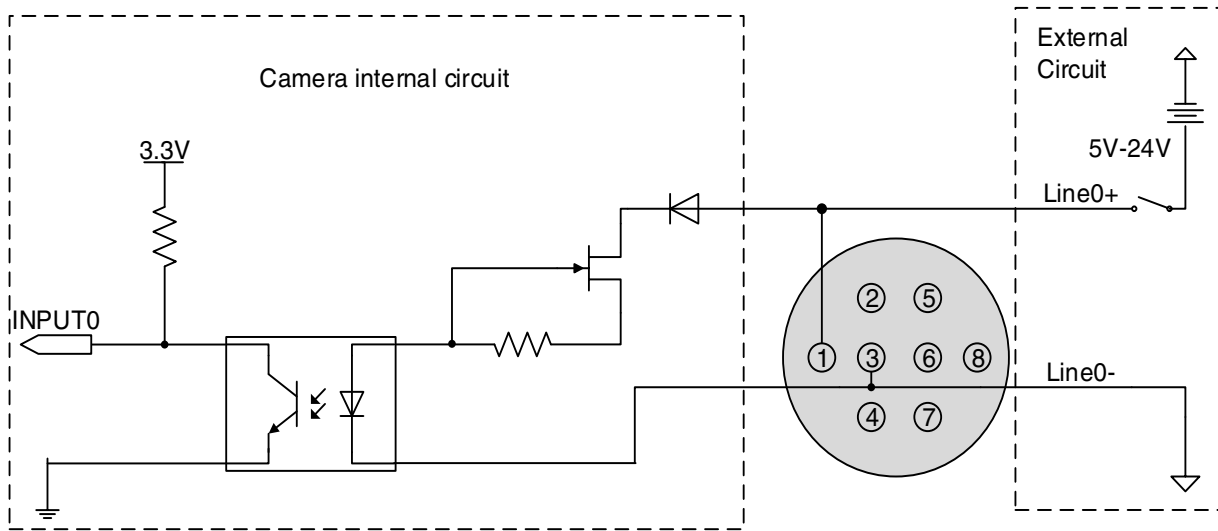 External
Circuit
Camera internal circuit
3.3V
5V-24V
Line0+
INPUT0
2 5
1 3 6 8
Line0-
4 7